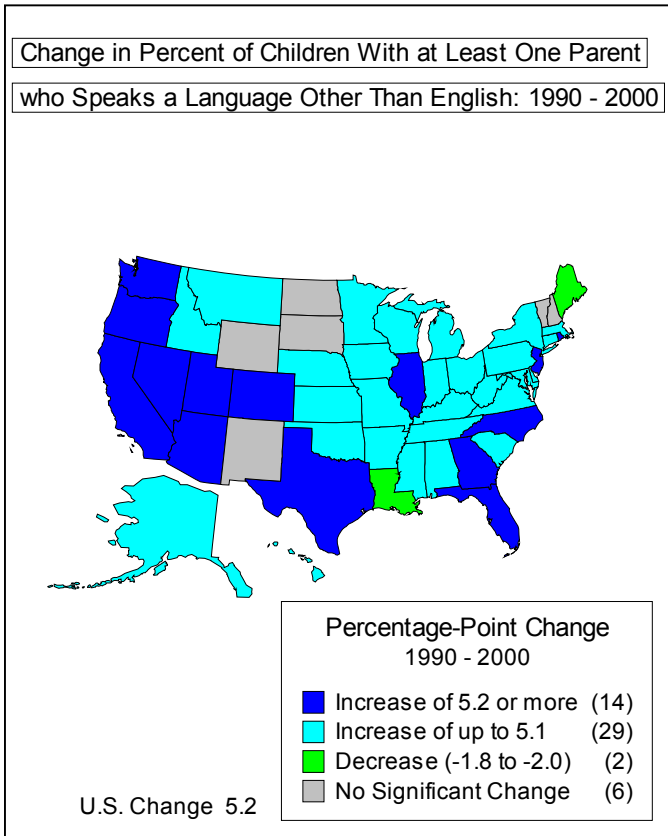 Change in Percent of Children With at Least One Parent
who Speaks a Language Other Than English: 1990 - 2000
Percentage-Point Change
1990 - 2000
Increase of 5.2 or more (14)
Increase of up to 5.1 (29)
Decrease (-1.8 to -2.0) (2)
No Significant Change (6)
U.S. Change 5.2